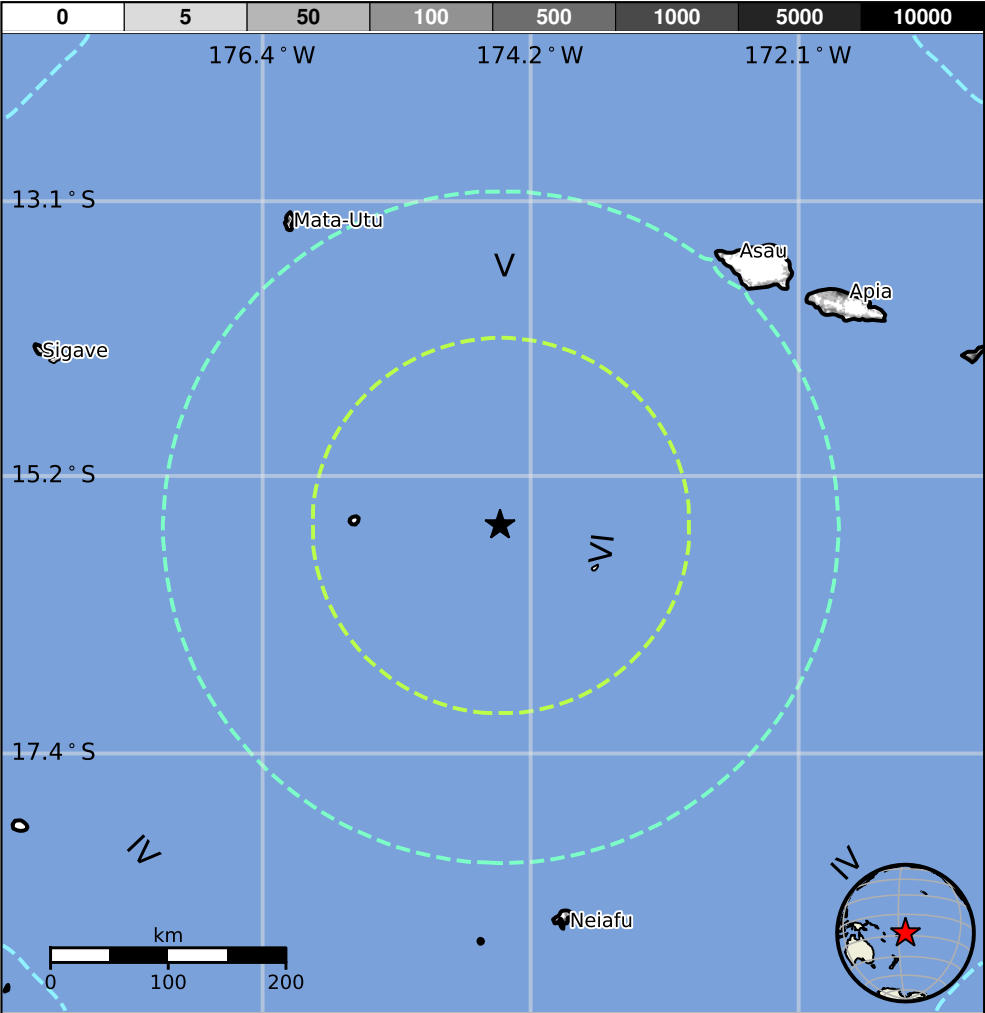 0 5 50 100 500 1000 5000 10000
176.4°W 174.2°W 172.1°W
13.1°S
Mata-Utu
V
Asau
Apia
Sigave
15.2°S
VI
17.4°S
IV
IV
Neiafu
km
0 100 200